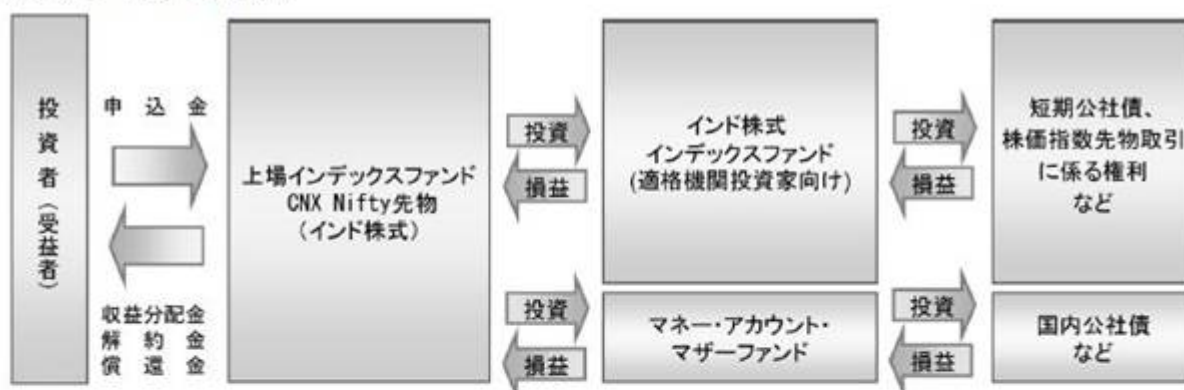 投資者(受益者)
申込金
収益分配金
解約金
償還金
上場インデックスファンド
CNX Nifty先物
(インド株式)
投資
損益
インド株式
インデックスファンド
(適格機関投資家向け)
投資
損益
短期公社債、
株価指数先物取引
に係る権利
など
投資
損益
マネー・アカウント・
マザーファンド
投資
損益
国内公社債
など